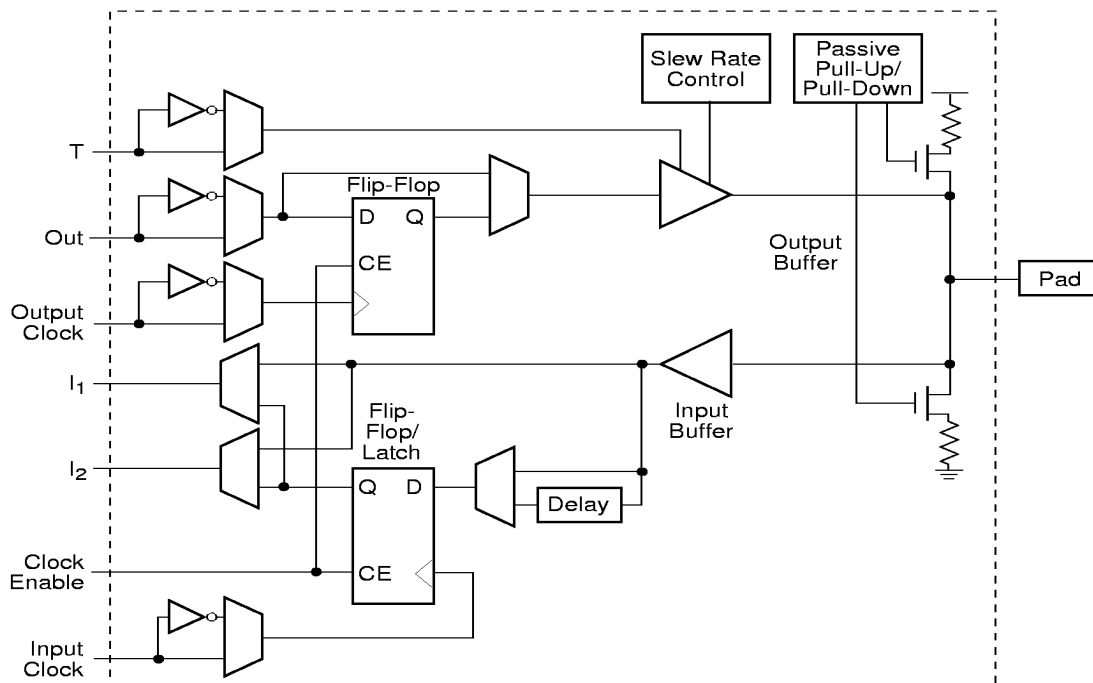 Slew Rate
Control
Passive
Pull-Up/
Pull-Down
T
Flip-Flop
D Q
Out
CE
Output
Buffer
Pad
Output
Clock
I1
Flip-
Flop/
Latch
Input
Buffer
I2
Q D
Delay
Clock
Enable
CE
Input
Clock